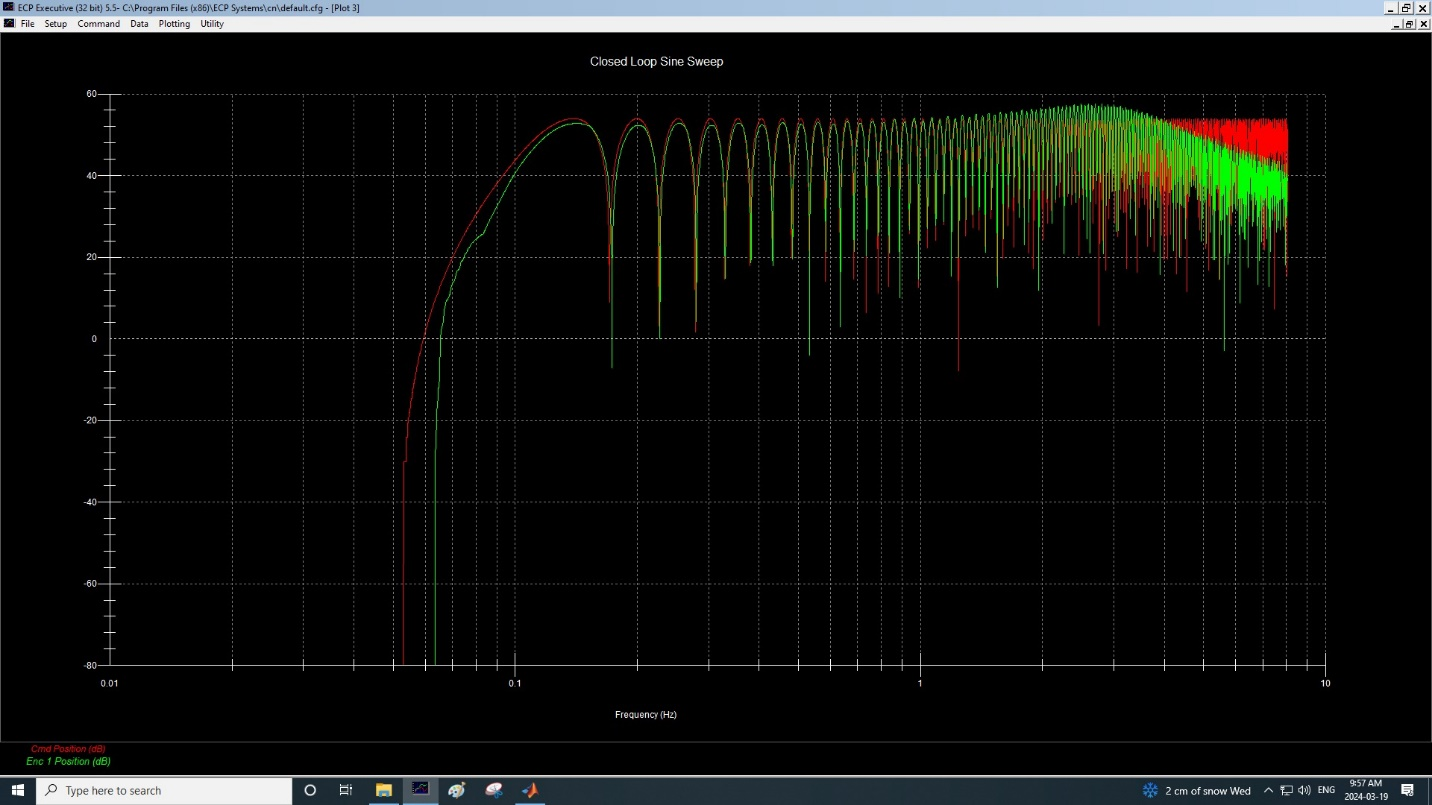 ECP Executive (32 bit) 5.5- C:\Program Files (x86)\ECP Systems\cn\default.cfg - [Plot 3]
File Setup Command Data Plotting Utility
Closed Loop Sine Sweep
60
40
20
0
-20
-40
-60
-80
0.01 0.1 1 10
Frequency (Hz)
Cmd Position (dB)
Enc 1 Position (dB)
Type here to search
2 cm of snow Wed
ENG
9:57 AM
2024-03-19